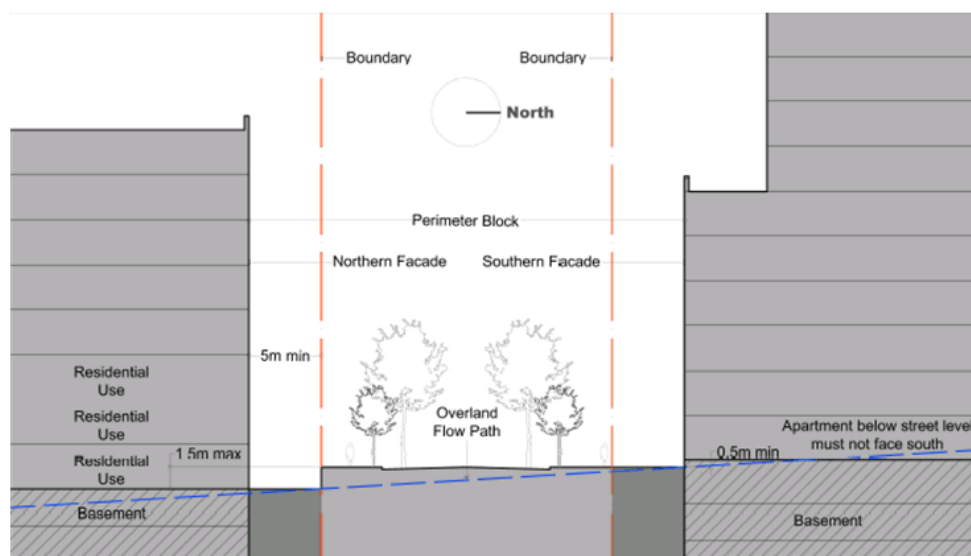 Boundary
Boundary
North
Perimeter Block
Northern Facade
Southern Facade
5m min
Residential
Use
Residential
Use
Overland
Flow Path
Apartment below street level
must not face south
1.5m max
0.5m min
Residential
Use
Basement
Basement